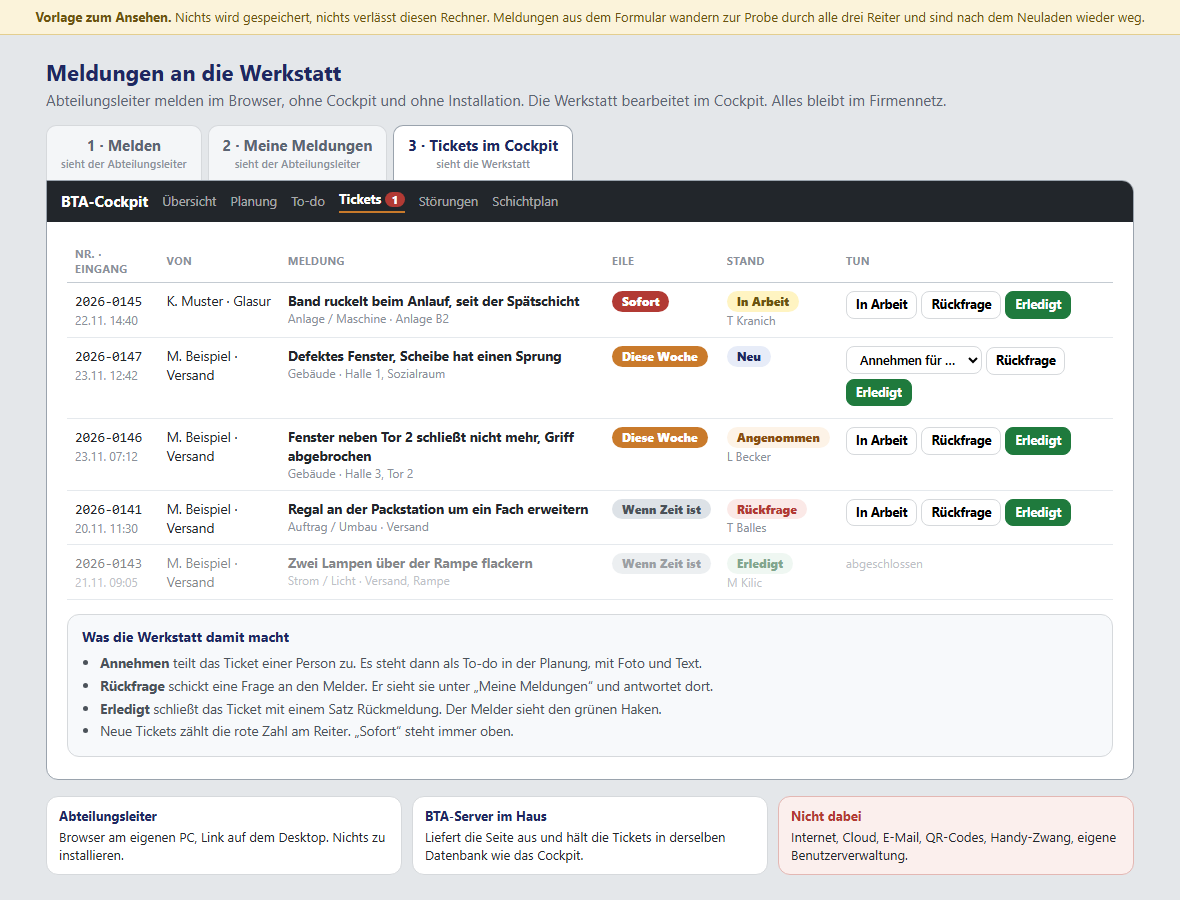 Vorlage zum Ansehen. Nichts wird gespeichert, nichts verlässt diesen Rechner. Meldungen aus dem Formular wandern zur Probe durch alle drei Reiter und sind nach dem Neuladen wieder weg.
Meldungen an die Werkstatt
Abteilungsleiter melden im Browser, ohne Cockpit und ohne Installation. Die Werkstatt bearbeitet im Cockpit. Alles bleibt im Firmennetz.
1 · Melden
sieht der Abteilungsleiter
2 · Meine Meldungen
sieht der Abteilungsleiter
3 · Tickets im Cockpit
sieht die Werkstatt
BTA-Cockpit Übersicht Planung To-do Tickets 1 Störungen Schichtplan
NR. · EINGANG VON MELDUNG EILE STAND TUN
2026-0145 K. Muster · Glasur Band ruckelt beim Anlauf, seit der Spätschicht Sofort In Arbeit In Arbeit Rückfrage Erledigt
22.11. 14:40 Anlage / Maschine · Anlage B2 T Kranich
2026-0147 M. Beispiel · Defektes Fenster, Scheibe hat einen Sprung Diese Woche Neu Annehmen für ... Rückfrage
23.11. 12:42 Versand Gebäude · Halle 1, Sozialraum
Erledigt
2026-0146 M. Beispiel · Fenster neben Tor 2 schließt nicht mehr, Griff Diese Woche Angenommen In Arbeit Rückfrage Erledigt
23.11. 07:12 Versand abgebrochen L Becker
Gebäude · Halle 3, Tor 2
2026-0141 M. Beispiel · Regal an der Packstation um ein Fach erweitern Wenn Zeit ist Rückfrage In Arbeit Rückfrage Erledigt
20.11. 11:30 Versand Auftrag / Umbau · Versand T Balles
2026-0143 M. Beispiel · Zwei Lampen über der Rampe flackern Wenn Zeit ist Erledigt abgeschlossen
21.11. 09:05 Versand Strom / Licht · Versand, Rampe M Kilic
Was die Werkstatt damit macht
• Annehmen teilt das Ticket einer Person zu. Es steht dann als To-do in der Planung, mit Foto und Text.
• Rückfrage schickt eine Frage an den Melder. Er sieht sie unter „Meine Meldungen“ und antwortet dort.
• Erledigt schließt das Ticket mit einem Satz Rückmeldung. Der Melder sieht den grünen Haken.
• Neue Tickets zählt die rote Zahl am Reiter. „Sofort“ steht immer oben.
Abteilungsleiter
Browser am eigenen PC, Link auf dem Desktop. Nichts zu
installieren.
BTA-Server im Haus
Liefert die Seite aus und hält die Tickets in derselben
Datenbank wie das Cockpit.
Nicht dabei
Internet, Cloud, E-Mail, QR-Codes, Handy-Zwang, eigene
Benutzerverwaltung.